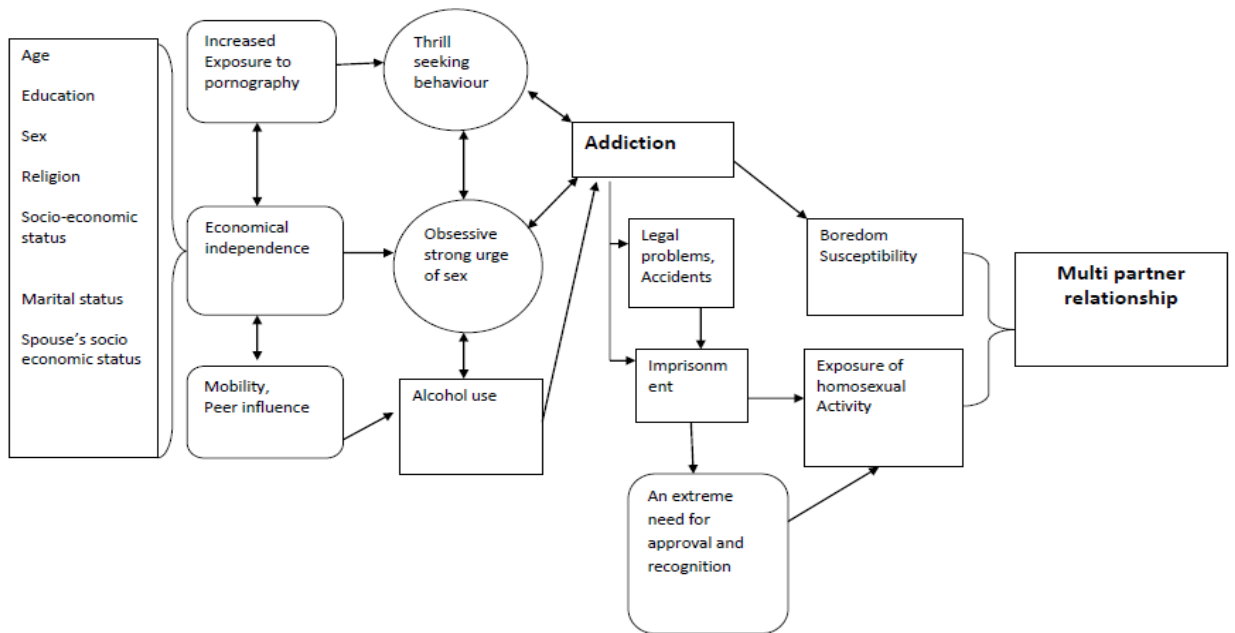 Age
Education
Sex
Religion
Socio-economic
status
Marital status
Spouse's socio
economic status
Increased
Exposure to
pornography
Economical
independence
Mobility,
Peer influence
Thrill
seeking
behaviour
Obsessive
strong urge
of sex
Alcohol use
Addiction
Legal
problems,
Accidents
Imprisonm
ent
An extreme
need for
approval and
recognition
Boredom
Susceptibility
Exposure of
homosexual
Activity
Multi partner
relationship